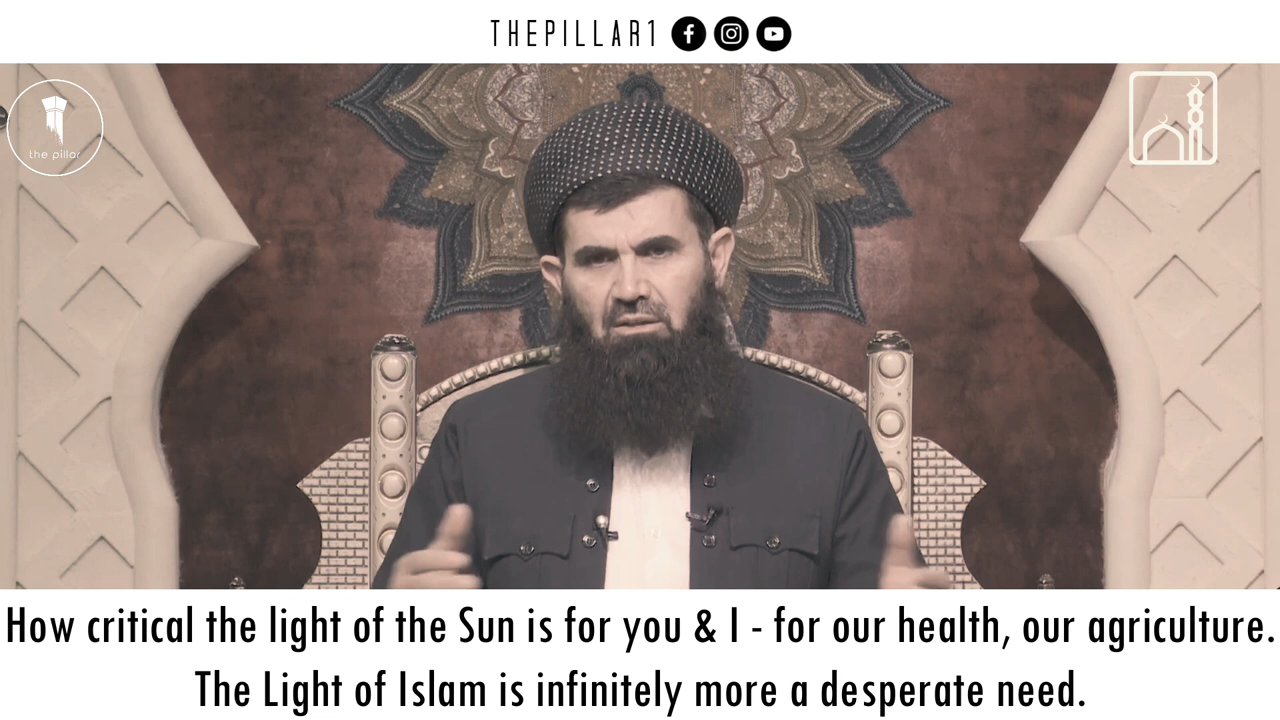 THEPILLAR1
the pillar
How critical the light of the Sun is for you & I - for our health, our agriculture.
The Light of Islam is infinitely more a desperate need.